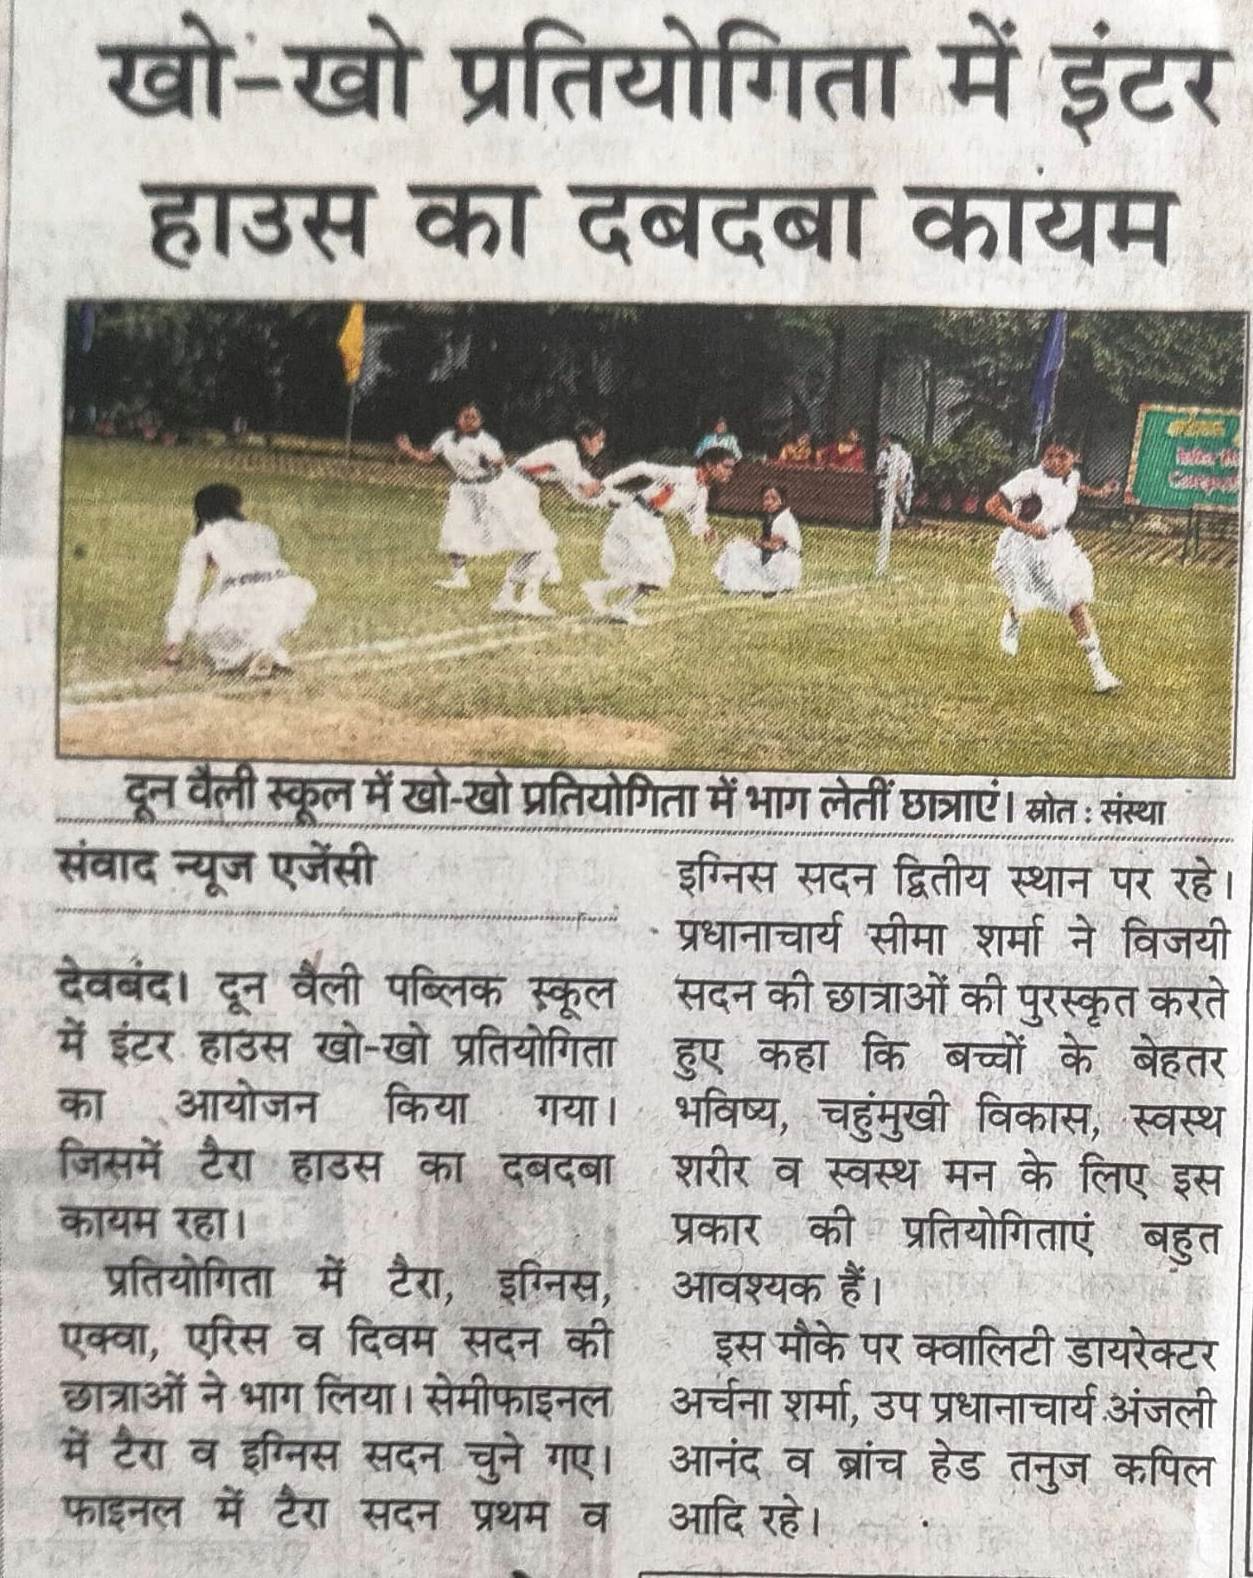 खो-खो प्रतियोगिता में इंटर
हाउस का दबदबा कायम
दून वैली स्कूल में खो-खो प्रतियोगिता में भाग लेतीं छात्राएं। स्रोत : संस्था
संवाद न्यूज एजेंसी
देवबंद। दून वैली पब्लिक स्कूल
में इंटर हाउस खो-खो प्रतियोगिता
का आयोजन किया गया।
जिसमें टैरा हाउस का दबदबा
कायम रहा।
प्रतियोगिता में टैरा, इग्निस,
एक्वा, एरिस व दिवम सदन की
छात्राओं ने भाग लिया। सेमीफाइनल
में टैरा व इग्निस सदन चुने गए।
फाइनल में टैरा सदन प्रथम व
इग्निस सदन द्वितीय स्थान पर रहे।
प्रधानाचार्य सीमा शर्मा ने विजयी
सदन की छात्राओं की पुरस्कृत करते
हुए कहा कि बच्चों के बेहतर
भविष्य, चहुंमुखी विकास, स्वस्थ
शरीर व स्वस्थ मन के लिए इस
प्रकार की प्रतियोगिताएं बहुत
आवश्यक हैं।
इस मौके पर क्वालिटी डायरेक्टर
अर्चना शर्मा, उप प्रधानाचार्य अंजली
आनंद व ब्रांच हेड तनुज कपिल
आदि रहे।